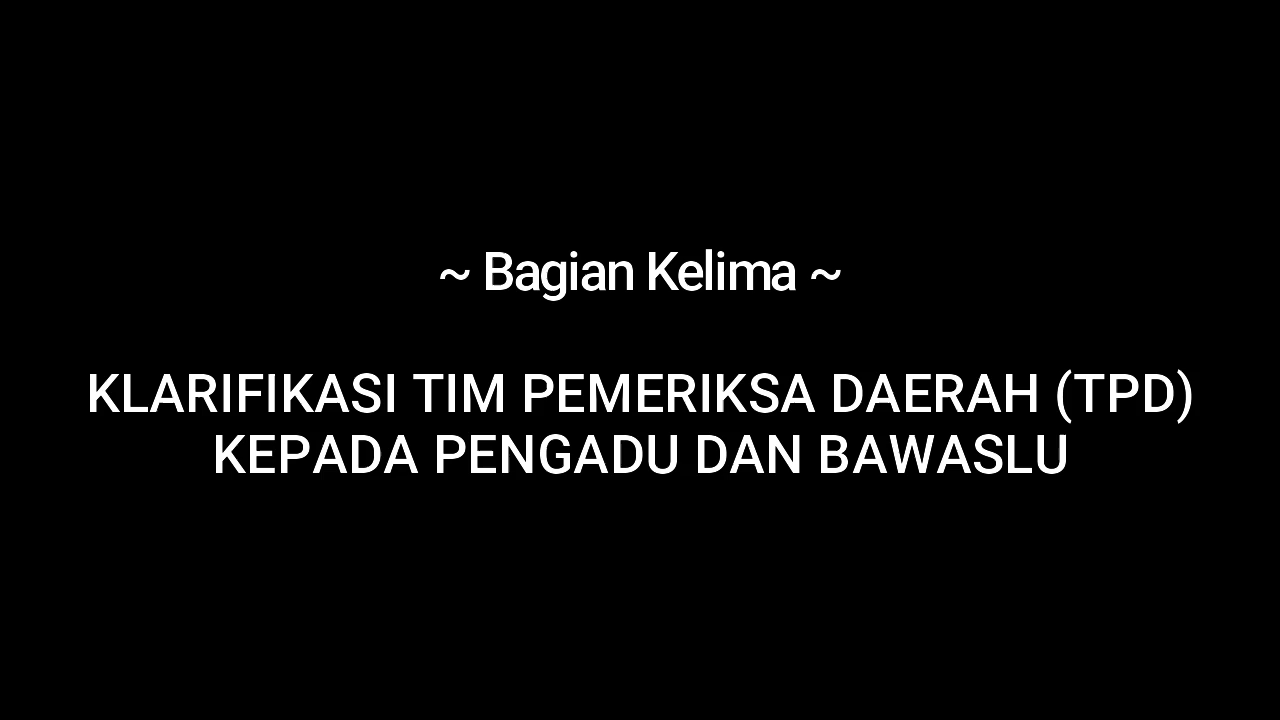 ~ Bagian Kelima ~
KLARIFIKASI TIM PEMERIKSA DAERAH (TPD)
KEPADA PENGADU DAN BAWASLU